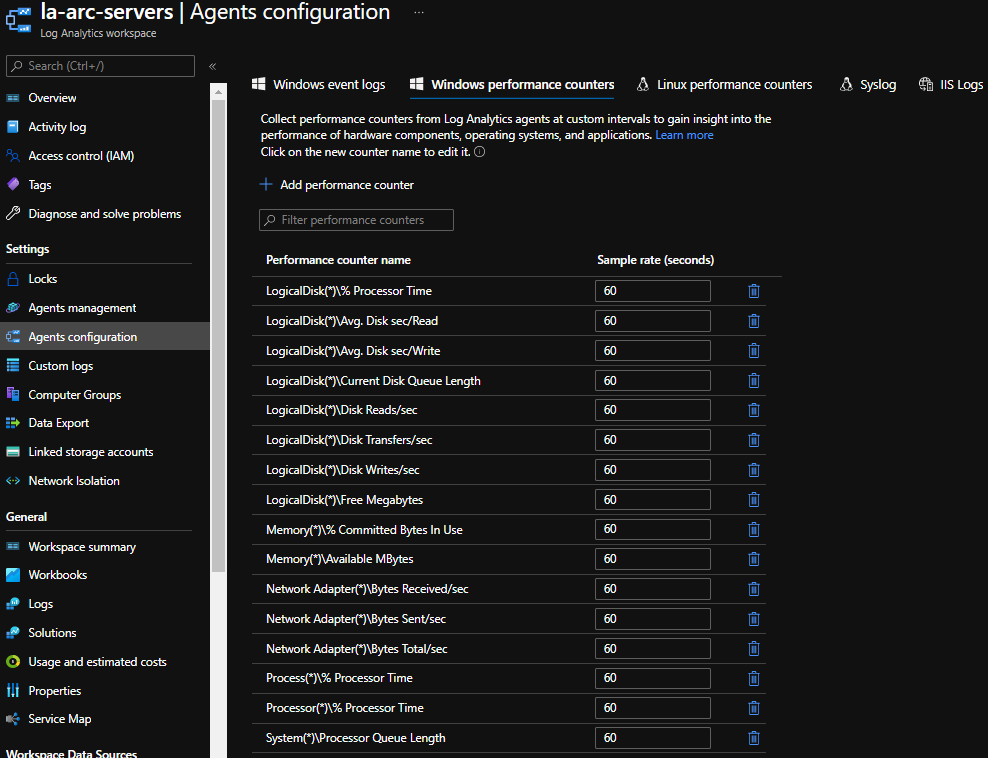 la-arc-servers | Agents configuration ...
Log Analytics workspace
Search (Ctrl+/)
«
Overview
Activity log
Access control (IAM)
Tags
Diagnose and solve problems
Settings
Locks
Agents management
Agents configuration
Custom logs
Computer Groups
Data Export
Linked storage accounts
Network Isolation
General
Workspace summary
Workbooks
Logs
Solutions
Usage and estimated costs
Properties
Service Map
Workspace Data Sources
Windows event logs Windows performance counters Linux performance counters Syslog IIS Logs
Collect performance counters from Log Analytics agents at custom intervals to gain insight into the
performance of hardware components, operating systems, and applications. Learn more
Click on the new counter name to edit it.
Add performance counter
Filter performance counters
Performance counter name Sample rate (seconds)
LogicalDisk(*)\% Processor Time 60
LogicalDisk(*)\Avg. Disk sec/Read 60
LogicalDisk(*)\Avg. Disk sec/Write 60
LogicalDisk(*)\Current Disk Queue Length 60
LogicalDisk(*)\Disk Reads/sec 60
LogicalDisk(*)\Disk Transfers/sec 60
LogicalDisk(*)\Disk Writes/sec 60
LogicalDisk(*)\Free Megabytes 60
Memory(*)\% Committed Bytes In Use 60
Memory(*)\Available MBytes 60
Network Adapter(*)\Bytes Received/sec 60
Network Adapter(*)\Bytes Sent/sec 60
Network Adapter(*)\Bytes Total/sec 60
Process(*)\% Processor Time 60
Processor(*)\% Processor Time 60
System(*)\Processor Queue Length 60